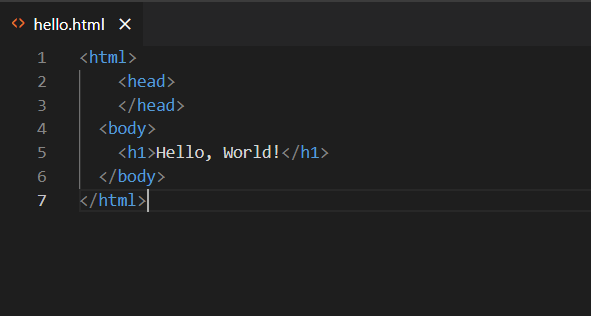 <> hello.html ×
1 <html>
2     <head>
3     </head>
4   <body>
5     <h1>Hello, World!</h1>
6   </body>
7 </html>